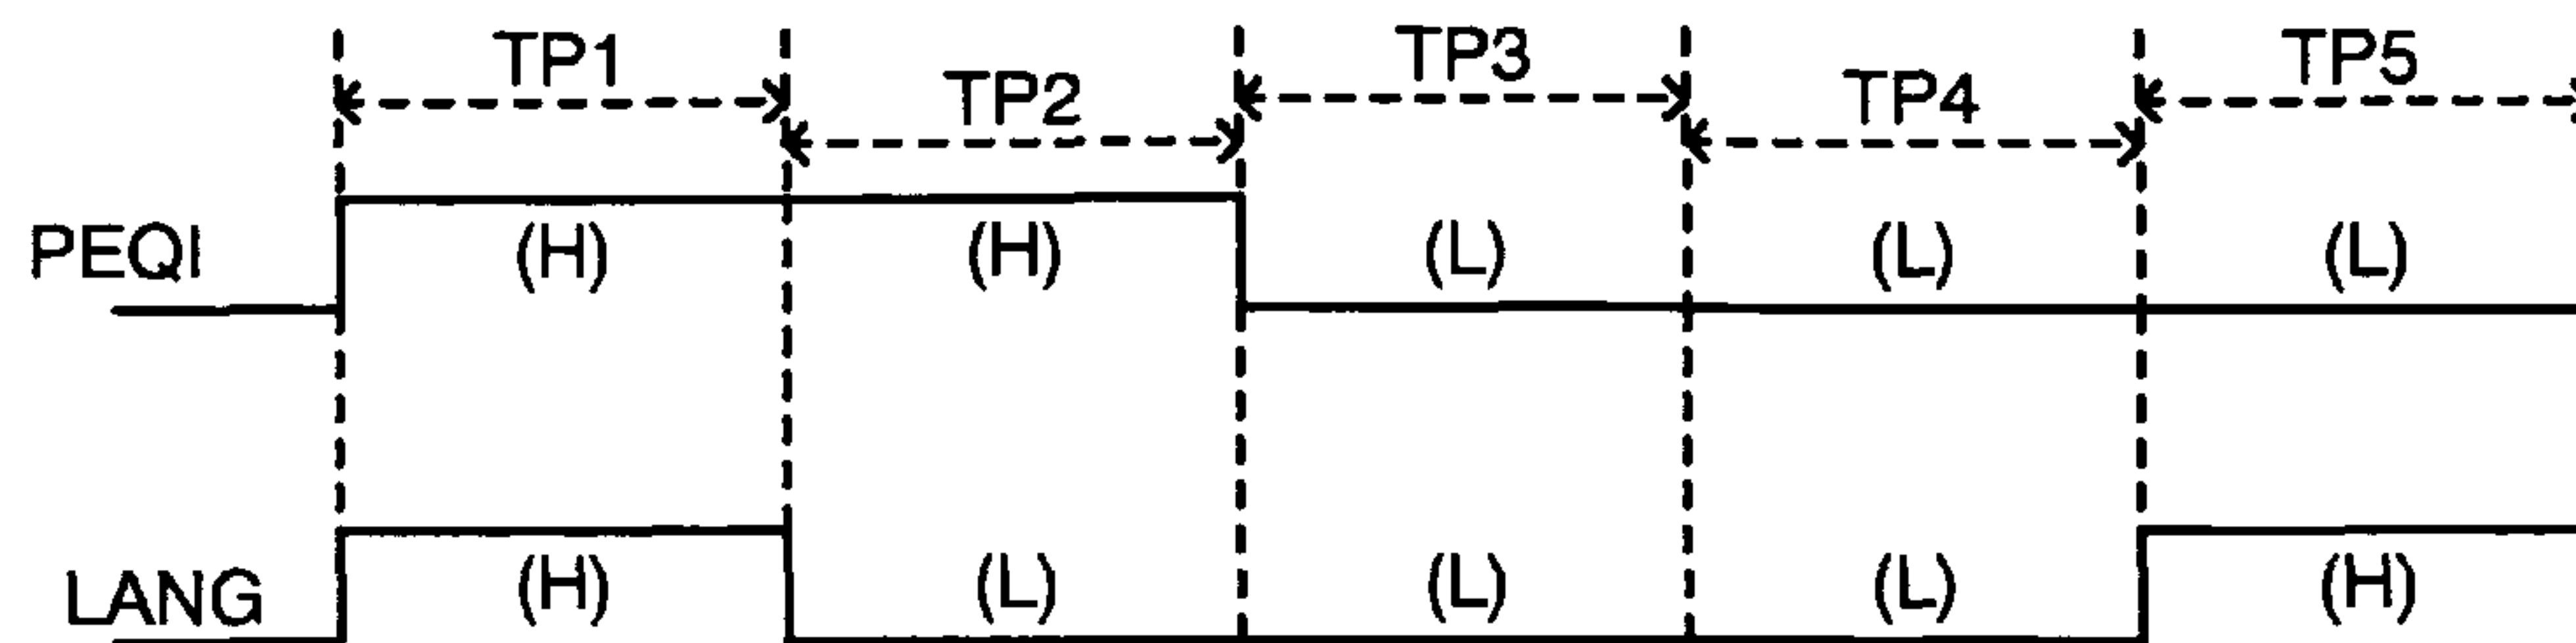 TP1 TP2 TP3 TP4 TP5
PEQI (H) (H) (L) (L) (L)
LANG (H) (L) (L) (L) (H)